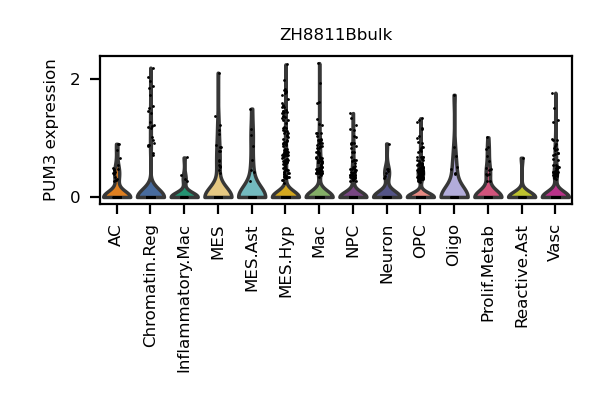 ZH8811Bbulk
PUM3 expression
2
0
AC
Chromatin.Reg
Inflammatory.Mac
MES
MES.Ast
MES.Hyp
Mac
NPC
Neuron
OPC
Oligo
Prolif.Metab
Reactive.Ast
Vasc